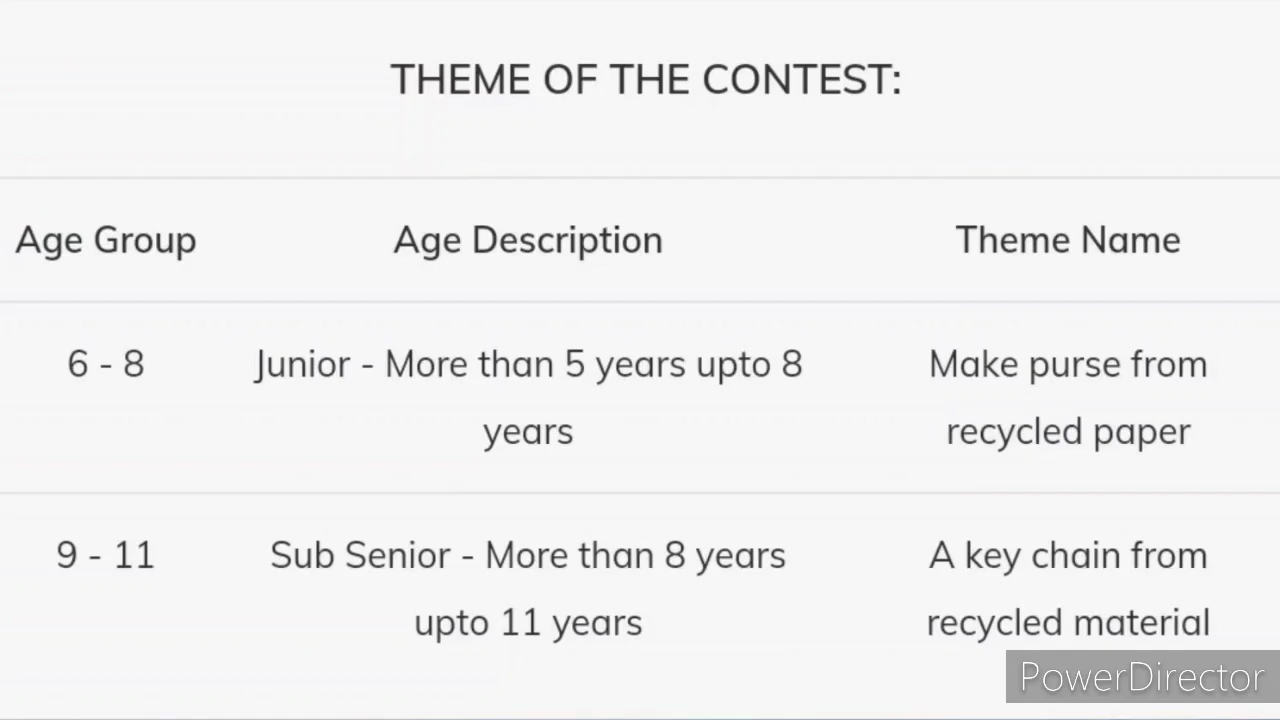 THEME OF THE CONTEST:
Age Group Age Description Theme Name
6 - 8 Junior - More than 5 years upto 8 Make purse from
years recycled paper
9 - 11 Sub Senior - More than 8 years A key chain from
upto 11 years recycled material
PowerDirector